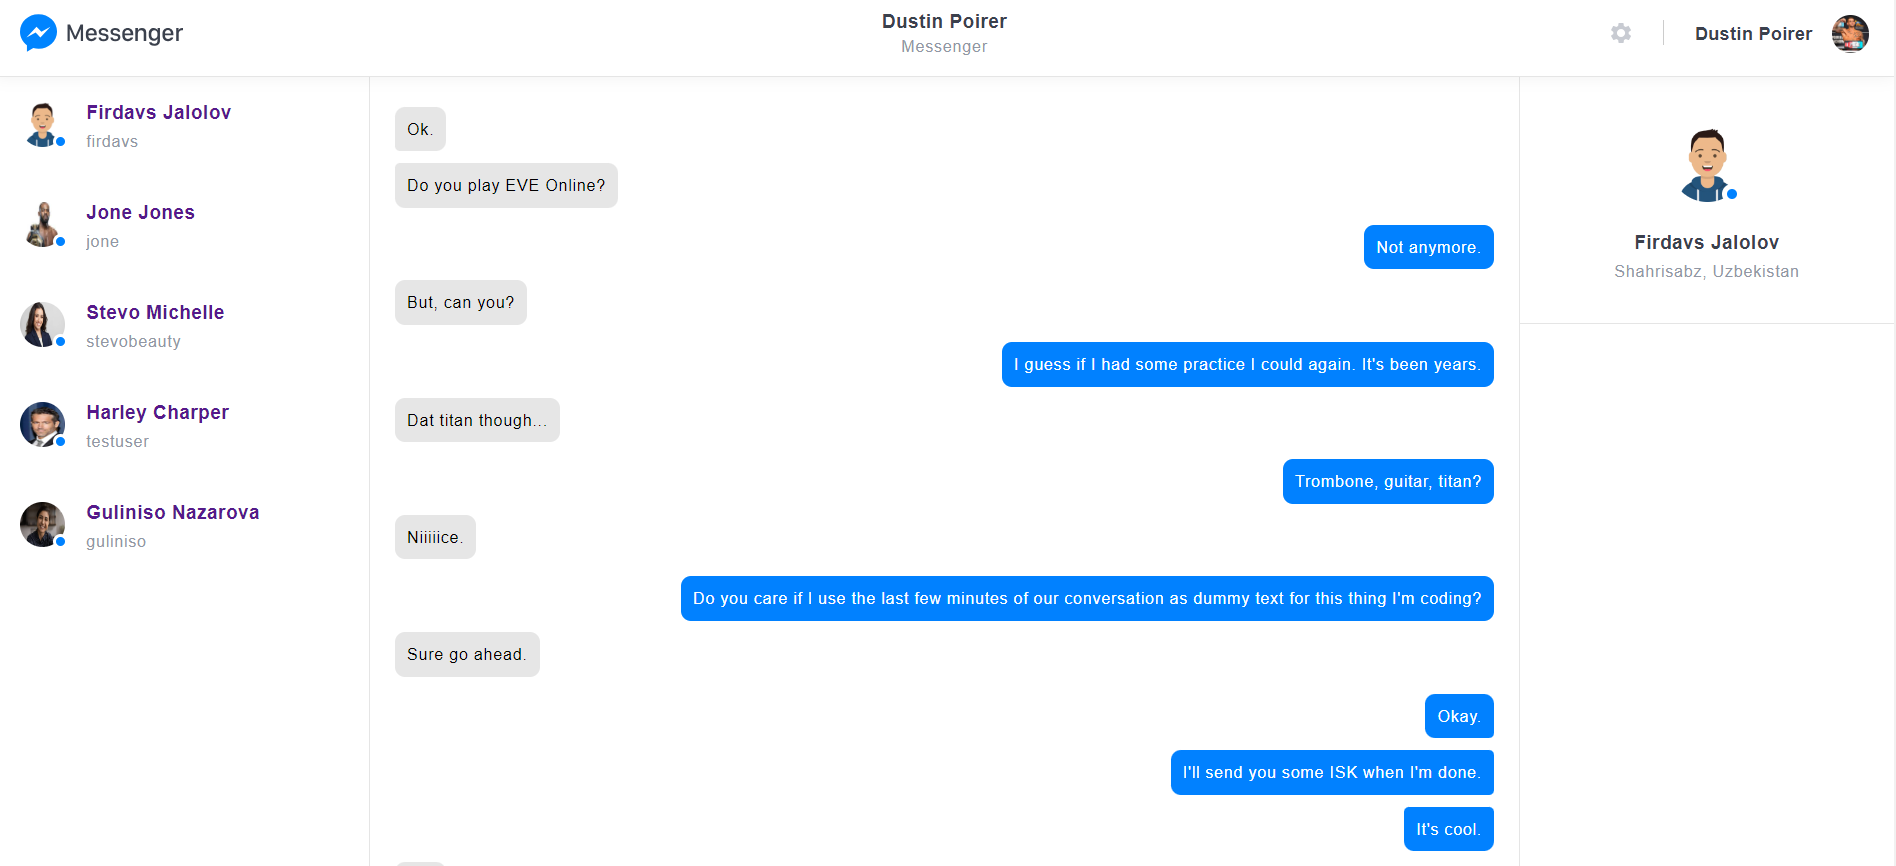 Messenger
Dustin Poirer
Messenger
Dustin Poirer
Firdavs Jalolov
firdavs
Jone Jones
jone
Stevo Michelle
stevobeauty
Harley Charper
testuser
Guliniso Nazarova
guliniso
Ok.
Do you play EVE Online?
Not anymore.
But, can you?
I guess if I had some practice I could again. It's been years.
Dat titan though...
Trombone, guitar, titan?
Niiiiice.
Do you care if I use the last few minutes of our conversation as dummy text for this thing I'm coding?
Sure go ahead.
Okay.
I'll send you some ISK when I'm done.
It's cool.
Firdavs Jalolov
Shahrisabz, Uzbekistan